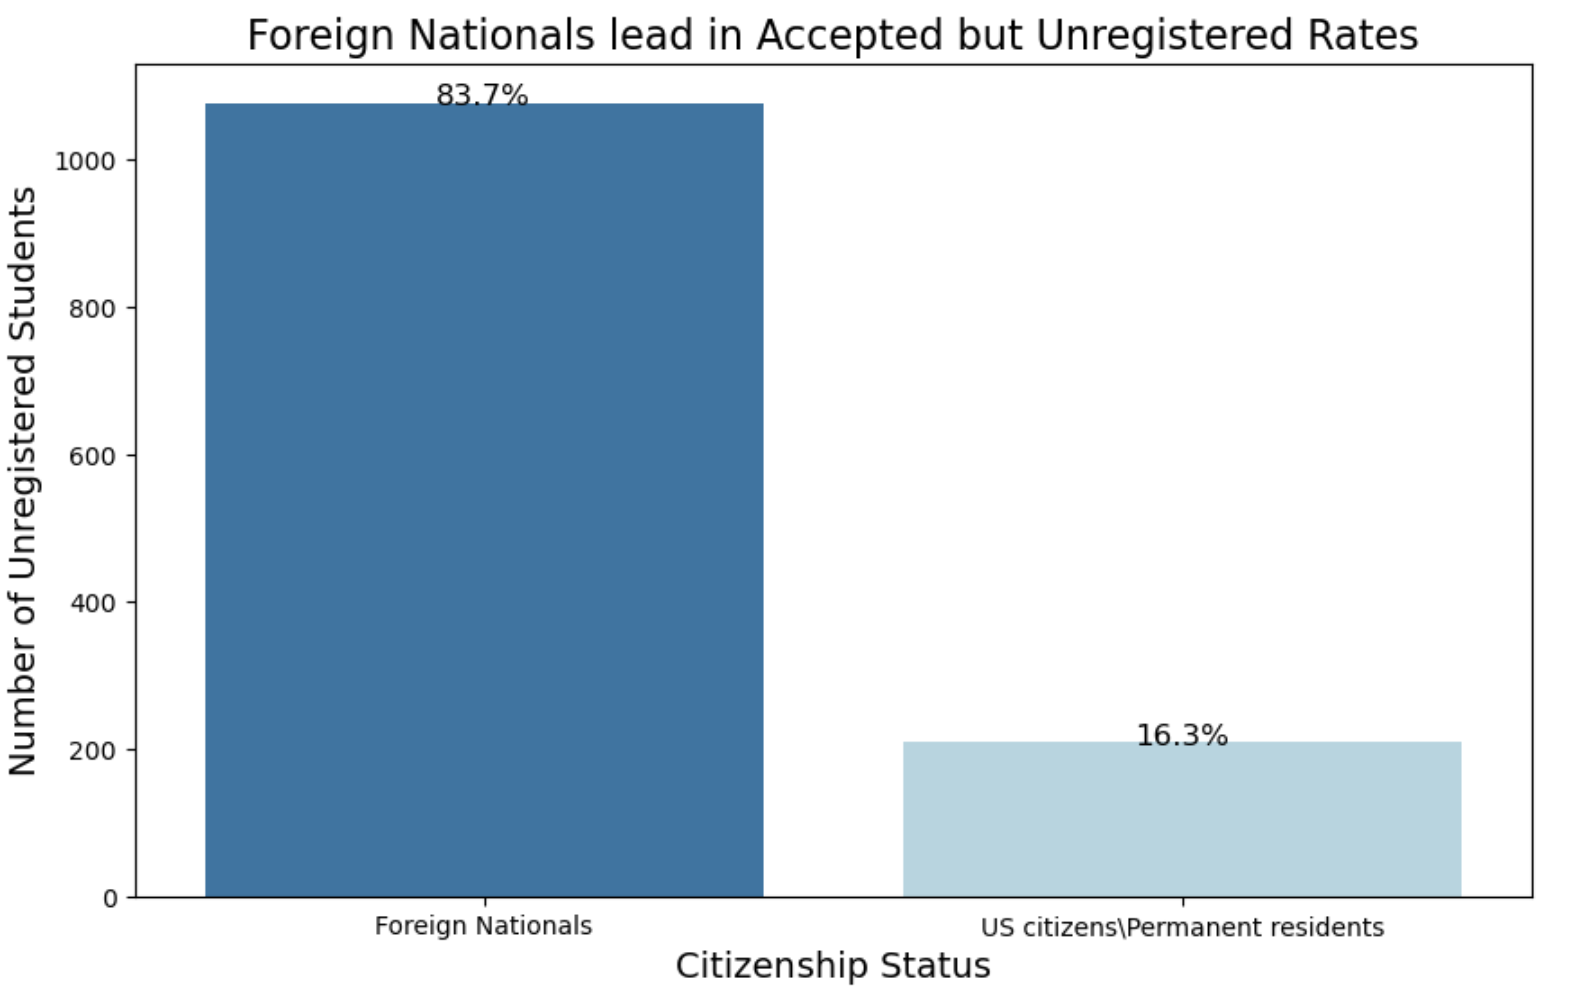 Foreign Nationals lead in Accepted but Unregistered Rates
83.7%
1000
800
600
400
200
0
16.3%
Number of Unregistered Students
Foreign Nationals
US citizens\Permanent residents
Citizenship Status